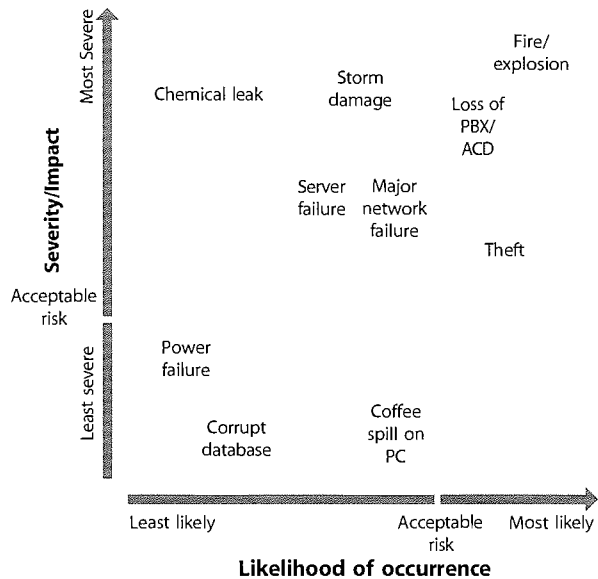 Most Severe
Severity/Impact
Acceptable
risk
Least severe
Fire/
explosion
Chemical leak
Storm
damage
Loss of
PBX/
ACD
Server
failure
Major
network
failure
Theft
Power
failure
Corrupt
database
Coffee
spill on
PC
Least likely
Acceptable
risk
Most likely
Likelihood of occurrence